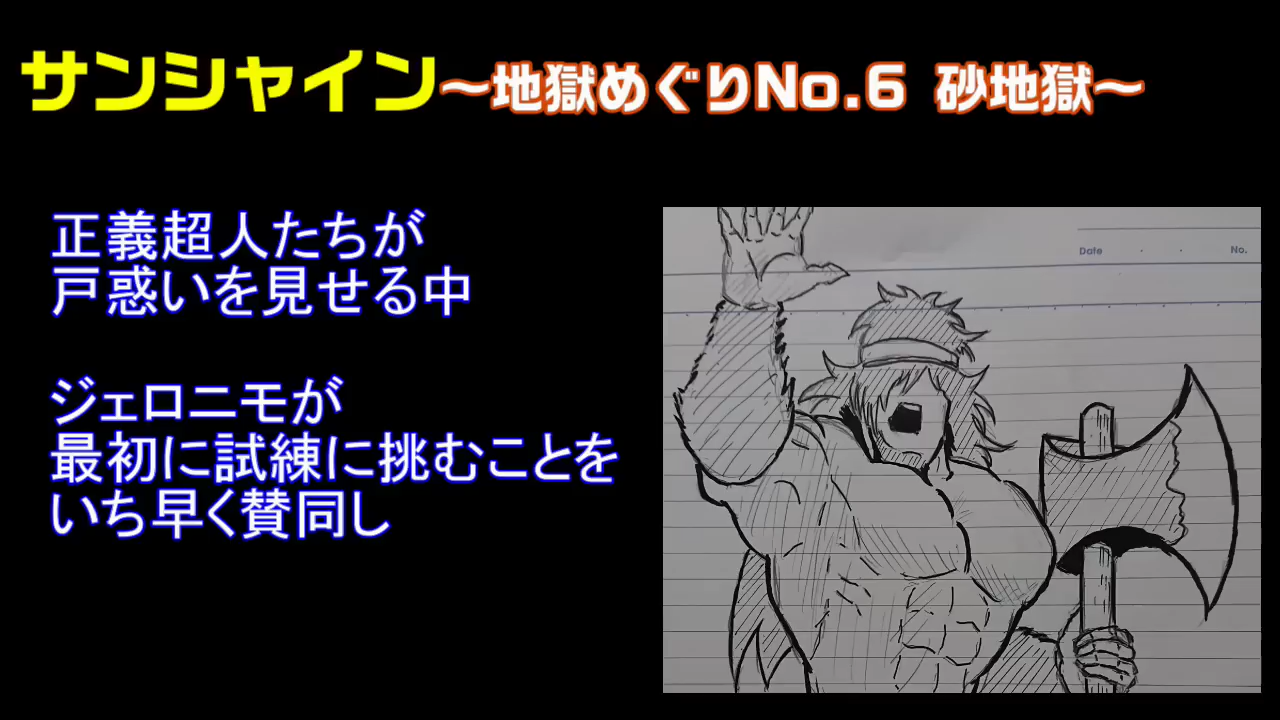 サンシャイン～地獄めぐりNo.6 砂地獄～
正義超人たちが
戸惑いを見せる中
ジェロニモが
最初に試練に挑むことを
いち早く賛同し
Date ・ ・ No.